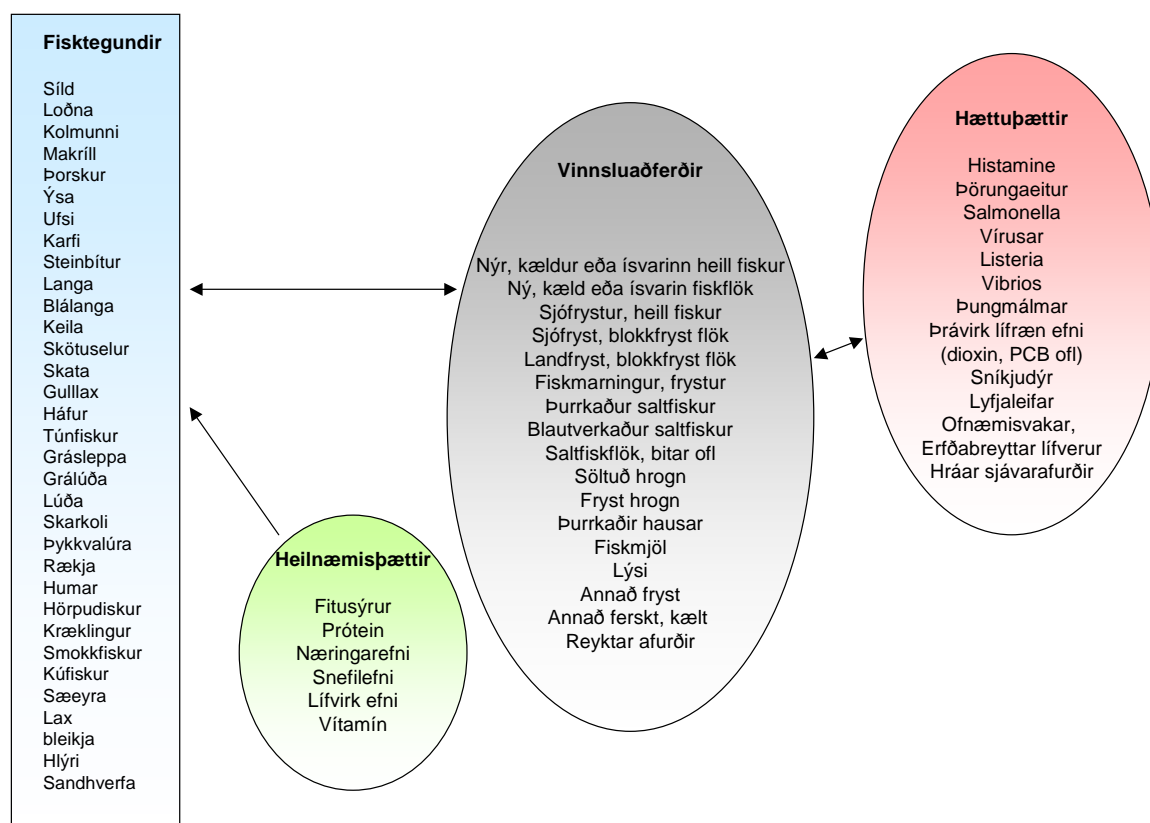 Fisktegundir
Síld
Loðna
Kolmunni
Makríll
Þorskur
Ýsa
Ufsi
Karfi
Steinbítur
Langa
Blálanga
Keila
Skötuselur
Skata
Gulllax
Háfur
Túnfiskur
Grásleppa
Grálúða
Lúða
Skarkoli
Þykkvalúra
Rækja
Humar
Hörpudiskur
Kræklingur
Smokkfiskur
Kúfiskur
Sæeyra
Lax
bleikja
Hlýri
Sandhverfa
Heilnæmisþættir
Fitusýrur
Prótein
Næringarefni
Snefilefni
Lífvirk efni
Vítamín
Vinnsluaðferðir
Nýr, kældur eða ísvarinn heill fiskur
Ný, kæld eða ísvarin fiskflök
Sjófrystur, heill fiskur
Sjófryst, blokkfryst flök
Landfryst, blokkfryst flök
Fiskmarningur, frystur
Þurrkaður saltfiskur
Blautverkaður saltfiskur
Saltfiskflök, bitar ofl
Söltuð hrogn
Fryst hrogn
Þurrkaðir hausar
Fiskmjöl
Lýsi
Annað fryst
Annað ferskt, kælt
Reyktar afurðir
Hættuþættir
Histamine
Þörungaeitur
Salmonella
Vírusar
Listeria
Vibrios
Þungmálmar
Þrávirk lífræn efni
(dioxin, PCB ofl)
Sníkjudýr
Lyfjaleifar
Ofnæmisvakar,
Erfðabreyttar lífverur
Hráar sjávarafurðir